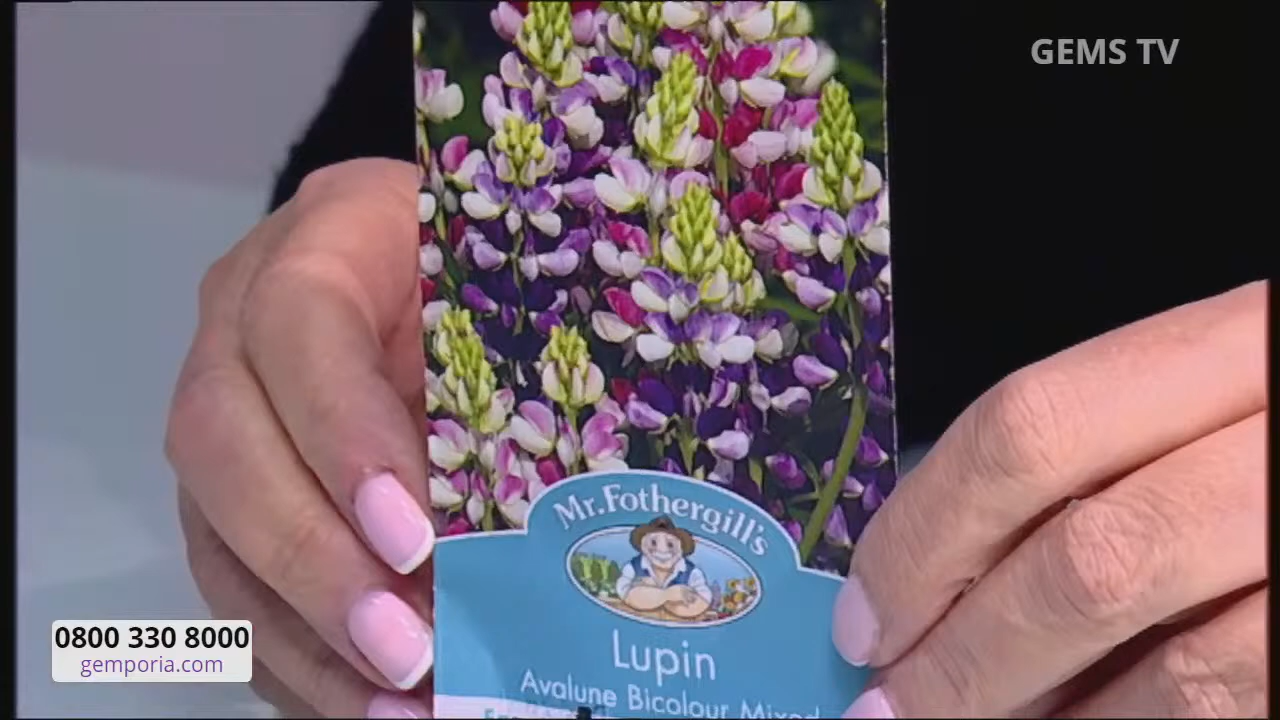 GEMS TV
Mr.Fothergill's
Lupin
Avalune Bicolour Mixed
0800 330 8000
gemporia.com